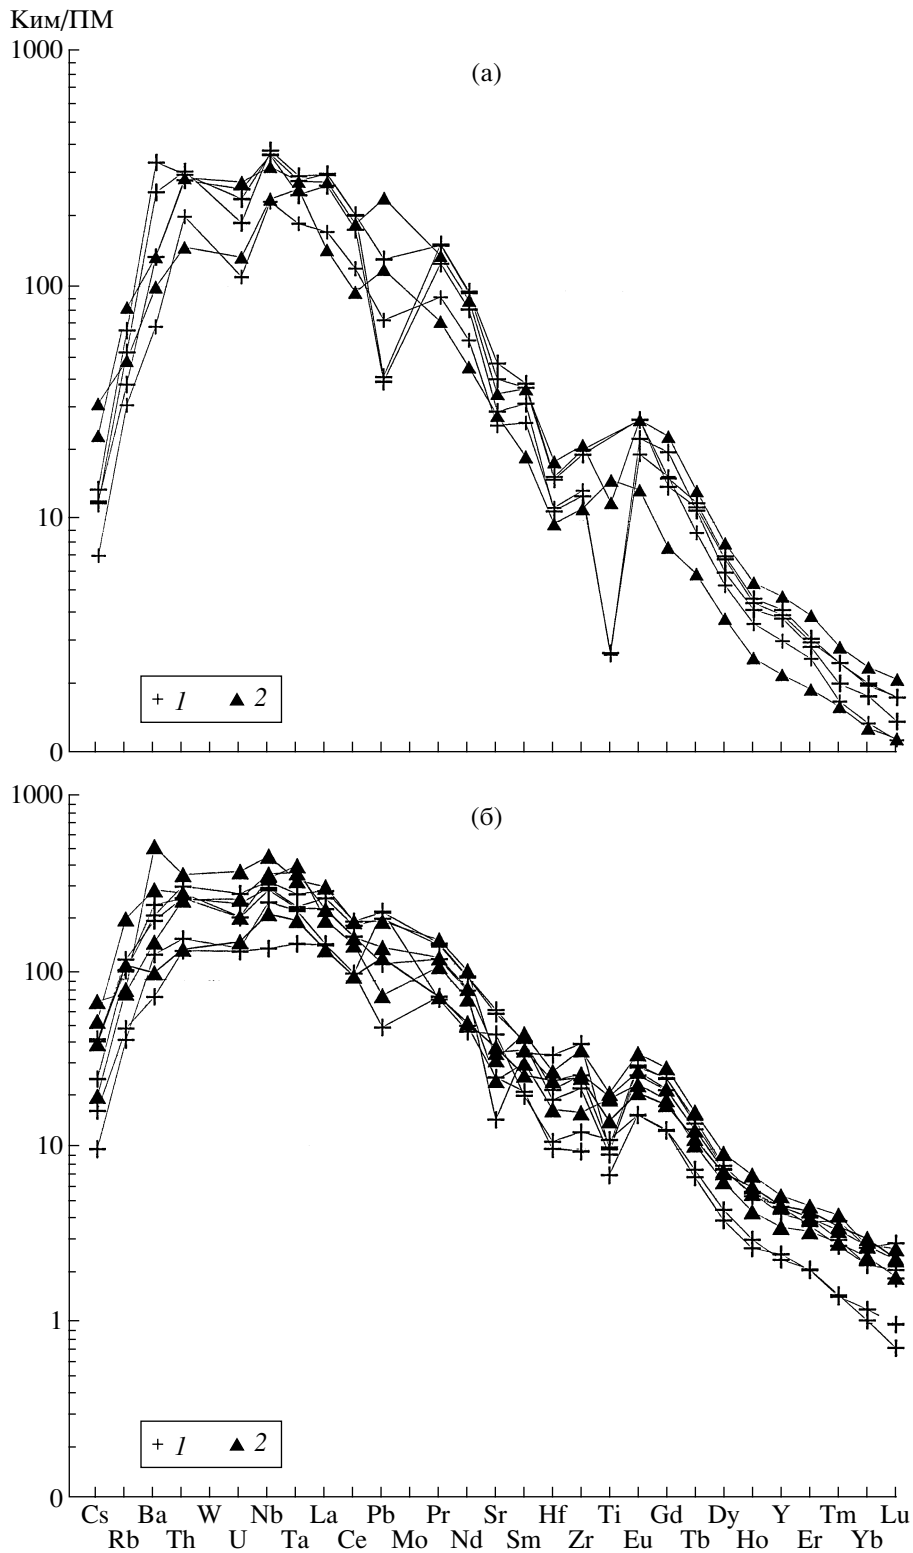 Ким/ПМ
1000
(а)
100
10
1 2
0
1000
(б)
100
10
1
1 2
0
Cs Ba W Nb La Pb Pr Sr Hf Ti Gd Dy Y Tm Lu
Rb Th U Ta Ce Mo Nd Sm Zr Eu Tb Ho Er Yb